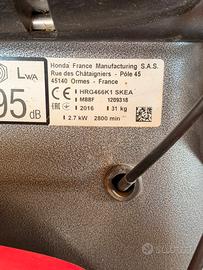 LWA
95
dB
Honda France Manufacturing S.A.S.
Rue des Châtaigniers - Pôle 45
45140 Ormes - France
CE EAC HRG466K1 SKEA
MBBF 1209318
2016 31 kg
2.7 kW 2800 min
subito